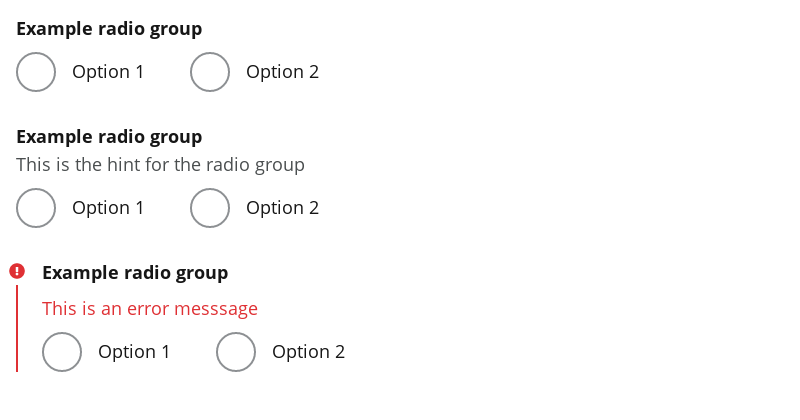 Example radio group
Option 1 Option 2
Example radio group
This is the hint for the radio group
Option 1 Option 2
Example radio group
This is an error messsage
Option 1 Option 2